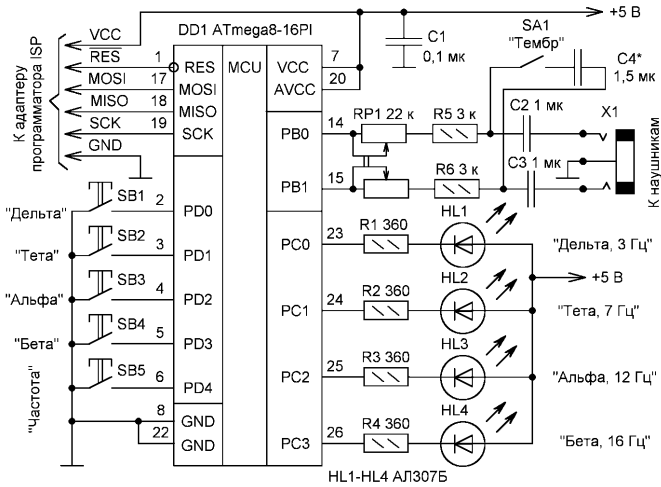 DD1 ATmega8-16PI
+5 В
К адаптеру
программатора ISP
VCC
RES
MOSI
MISO
SCK
GND
1
17
18
19
RES
MOSI
MISO
SCK
MCU
VCC
AVCC
7
20
C1
0,1 мк
SA1
"Тембр"
C4*
1,5 мк
PB0
14
RP1 22 к
R5 3 к
C2 1 мк
X1
PB1
15
R6 3 к
C3 1 мк
К наушникам
"Дельта"
SB1
2
PD0
"Тета"
SB2
3
PD1
"Альфа"
SB3
4
PD2
"Бета"
SB4
5
PD3
"Частота"
SB5
6
PD4
8
GND
22
GND
PC0
23
R1 360
HL1
"Дельта, 3 Гц"
+5 В
PC1
24
R2 360
HL2
"Тета, 7 Гц"
PC2
25
R3 360
HL3
"Альфа, 12 Гц"
PC3
26
R4 360
HL4
"Бета, 16 Гц"
HL1-HL4 АЛ307Б